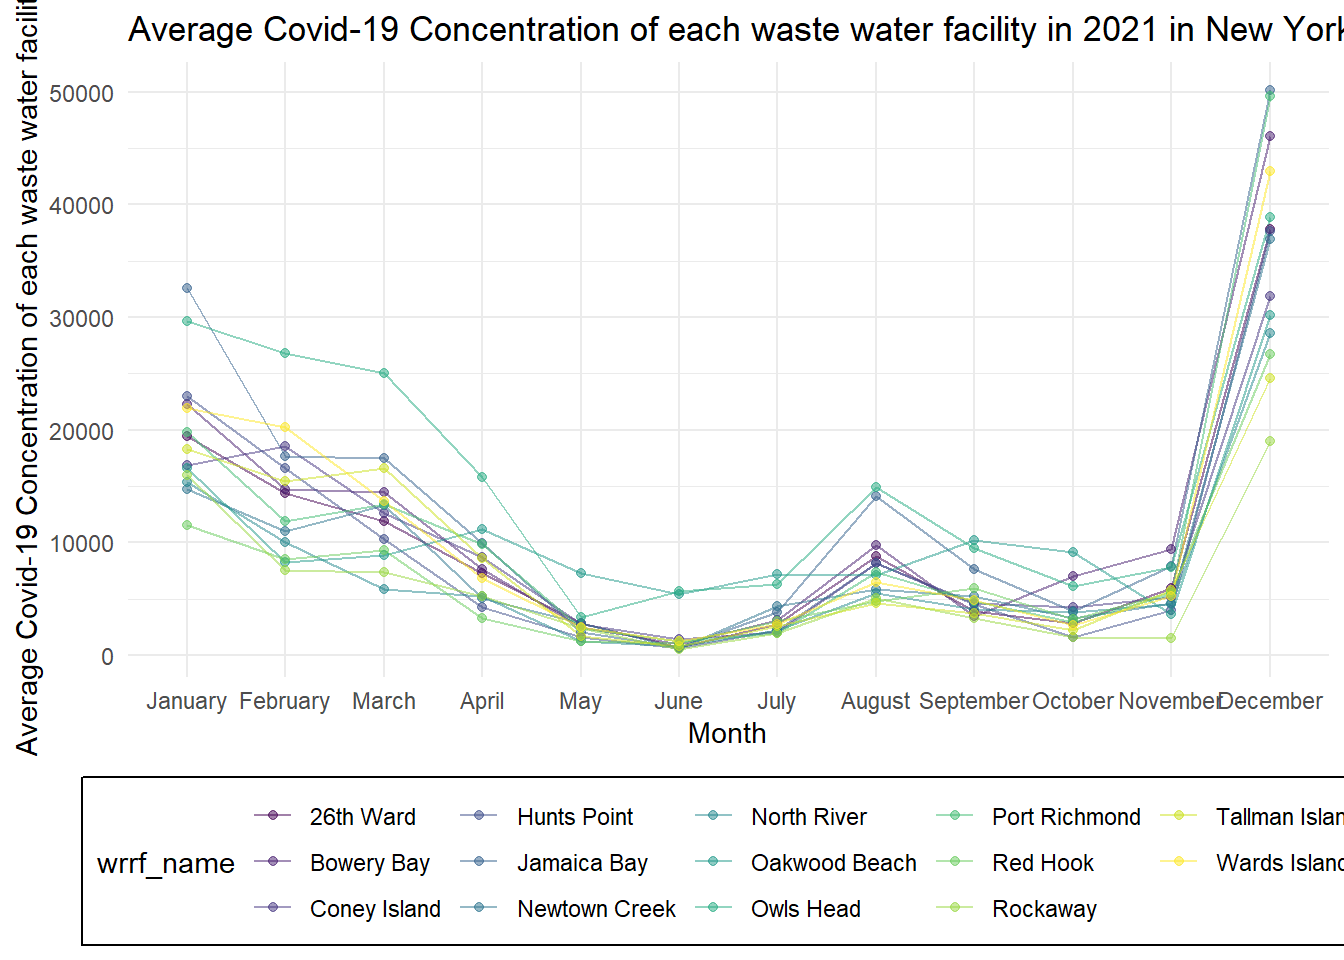 Average Covid-19 Concentration of each waste water facility in 2021 in New York
Average Covid-19 Concentration of each waste water facili
50000
40000
30000
20000
10000
0
January February March April May June July August September October November December
Month
wrrf_name
26th Ward Hunts Point North River Port Richmond Tallman Islan
Bowery Bay Jamaica Bay Oakwood Beach Red Hook Wards Island
Coney Island Newtown Creek Owls Head Rockaway